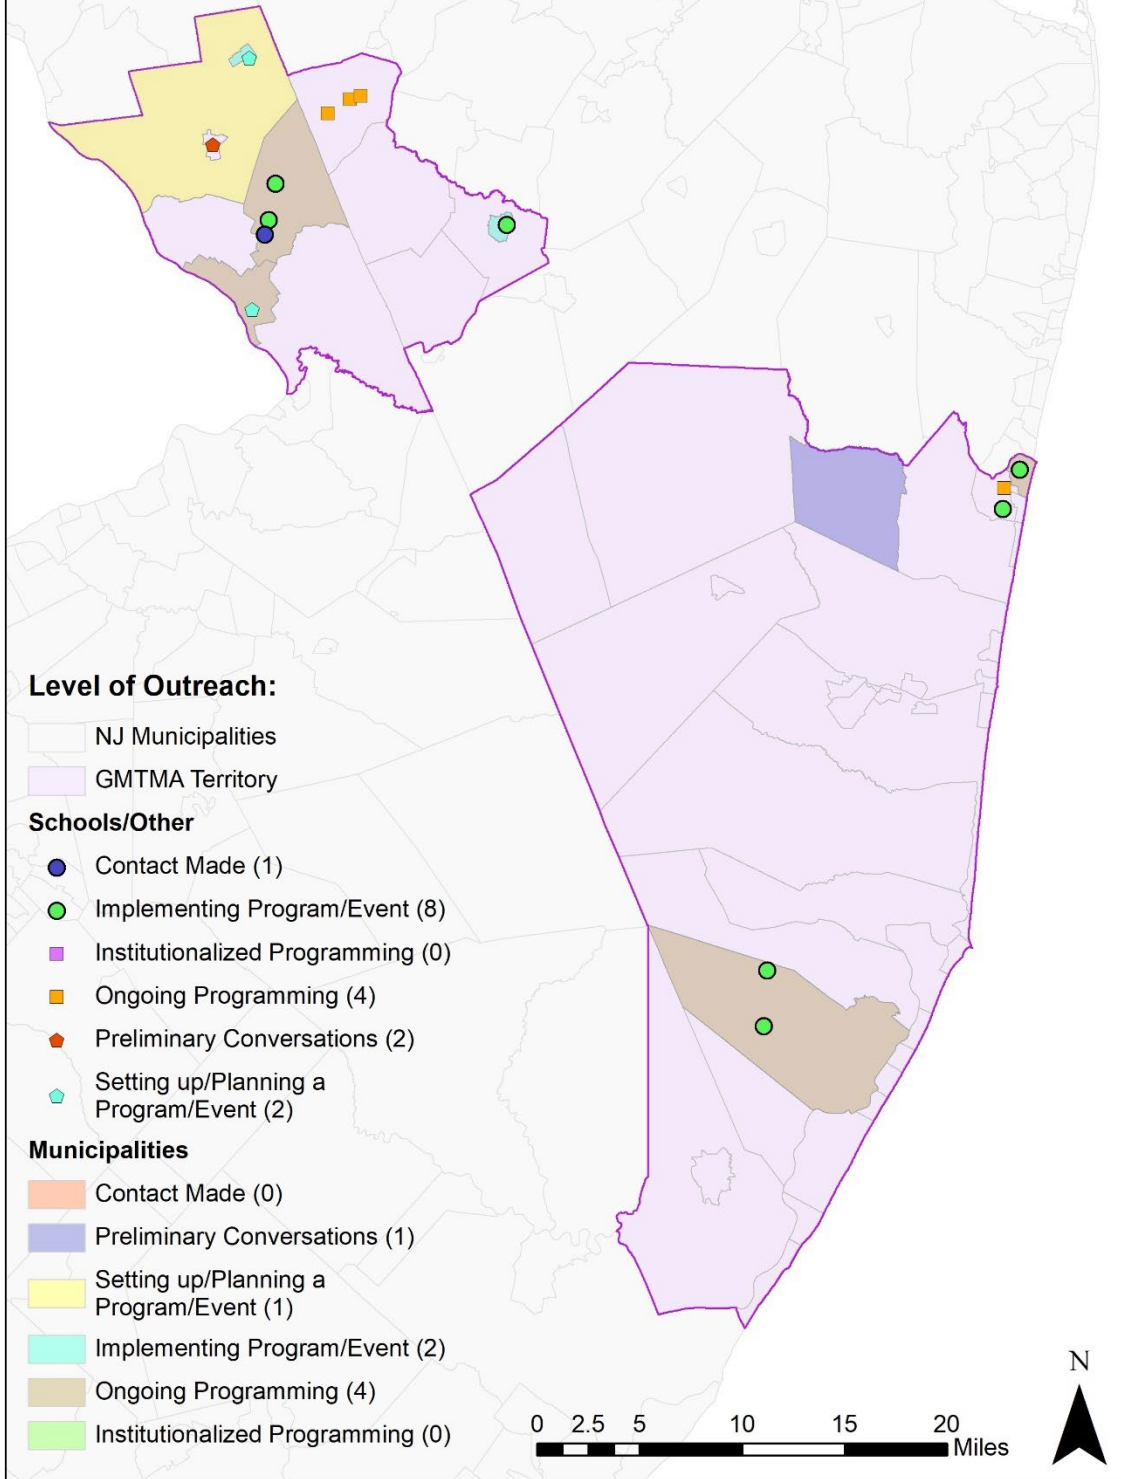 Level of Outreach:
NJ Municipalities
GMTMA Territory
Schools/Other
Contact Made (1)
Implementing Program/Event (8)
Institutionalized Programming (0)
Ongoing Programming (4)
Preliminary Conversations (2)
Setting up/Planning a
Program/Event (2)
Municipalities
Contact Made (0)
Preliminary Conversations (1)
Setting up/Planning a
Program/Event (1)
Implementing Program/Event (2)
Ongoing Programming (4)
Institutionalized Programming (0)
0 2.5 5 10 15 20
Miles
N